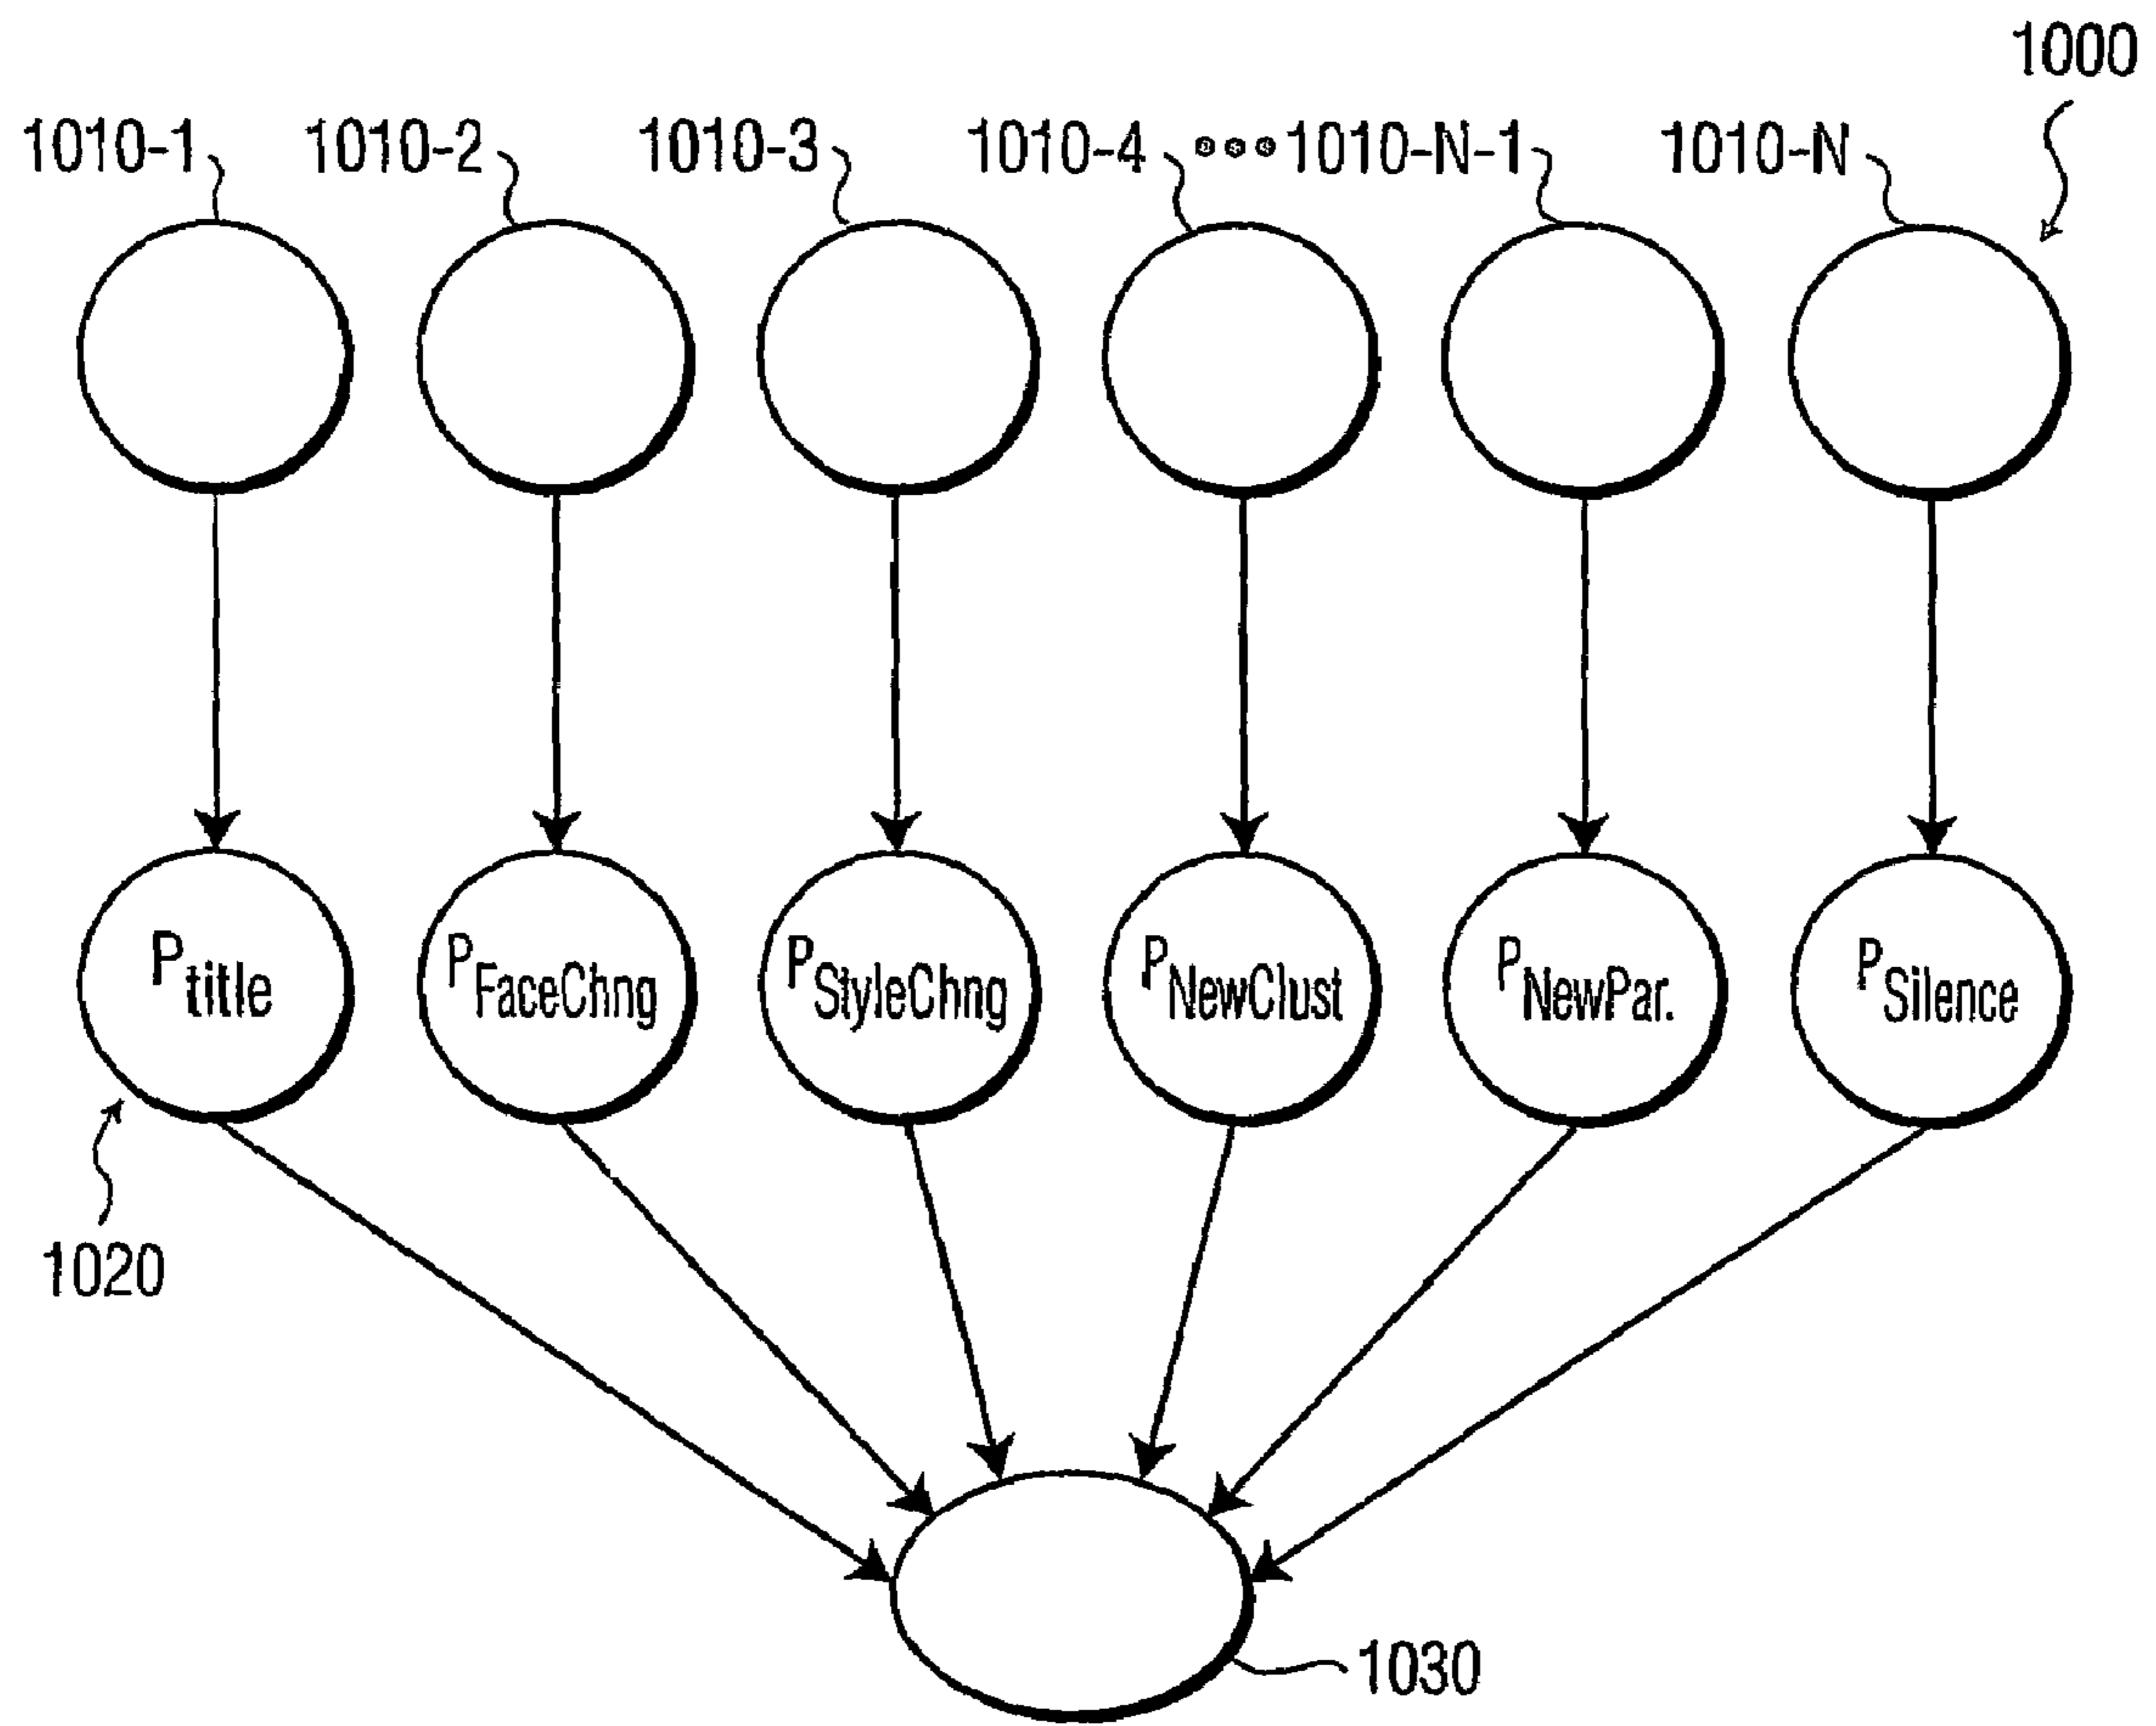 1000
1010-1 1010-2 1010-3 1010-4 ●●● 1010-N-1 1010-N
Ptitle PFaceChng PStyleChng PNewClust PNewPar. PSilence
1020
1030